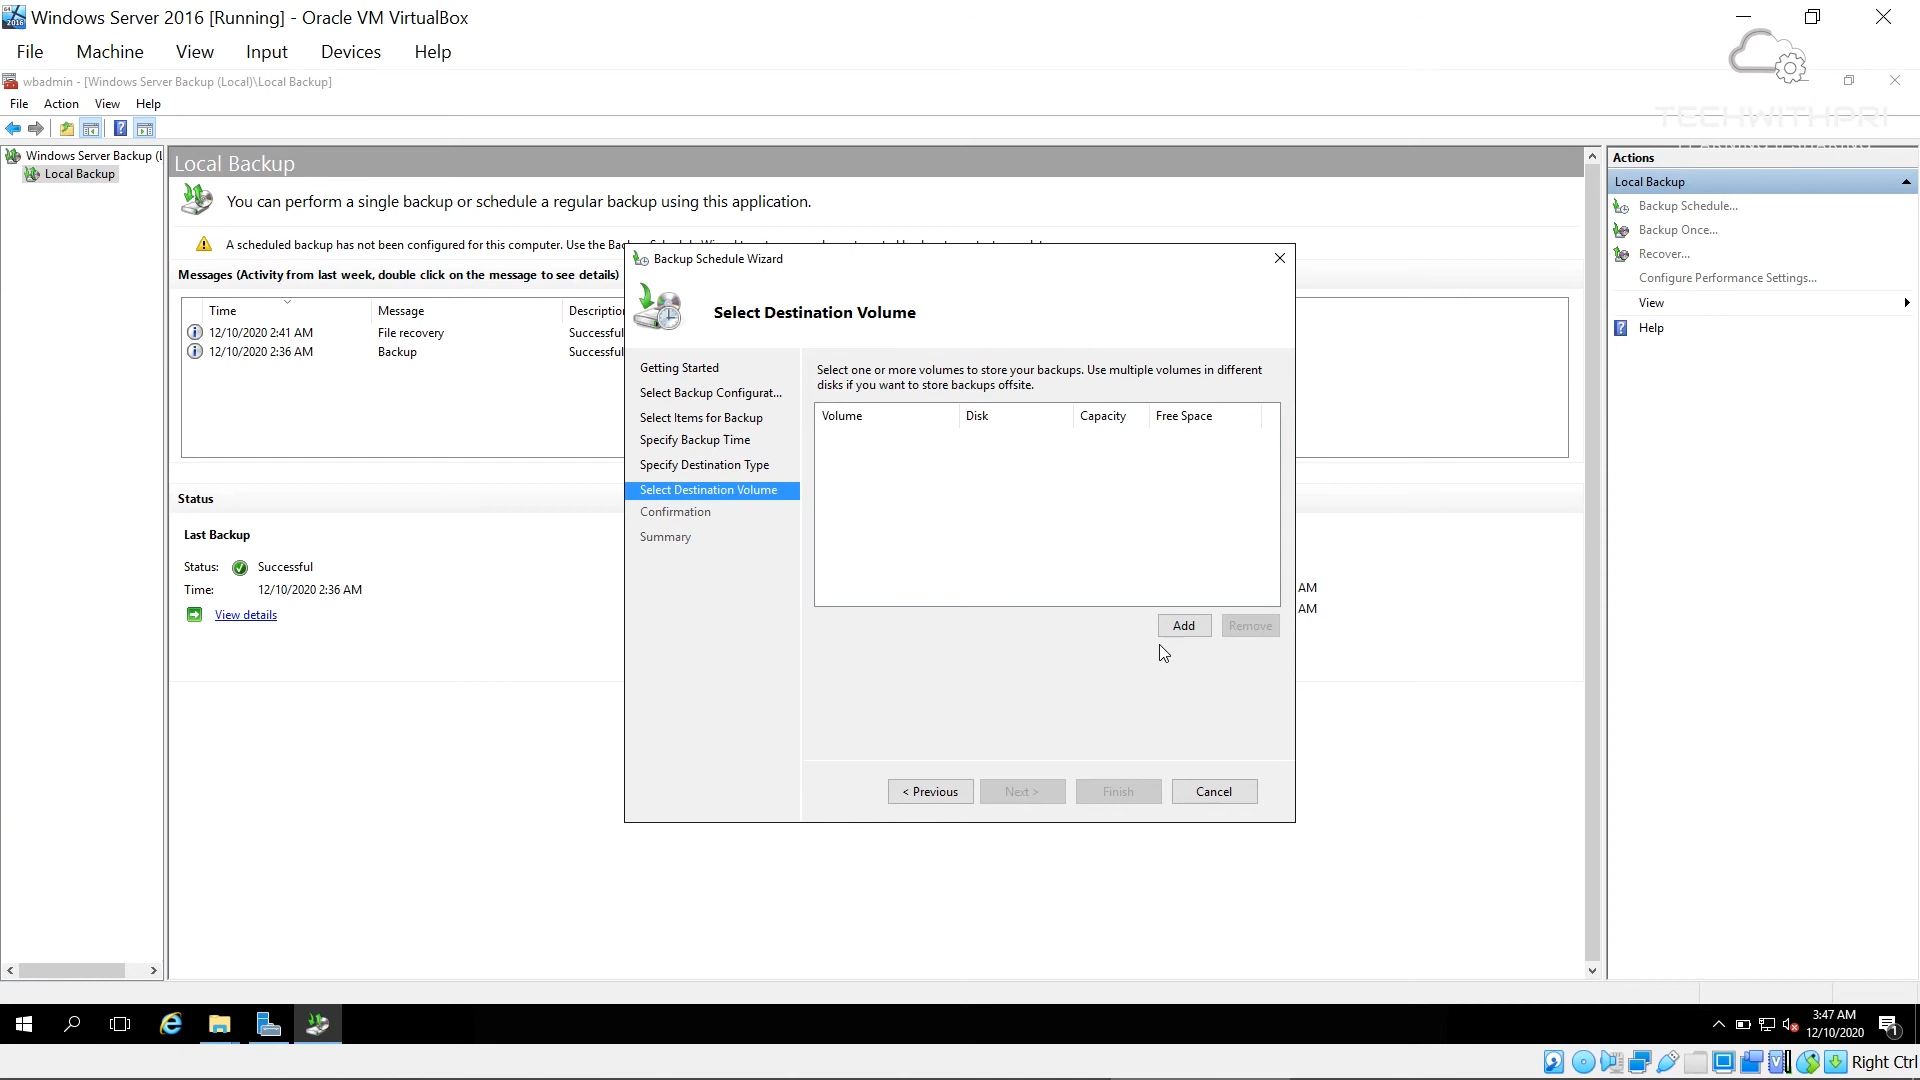 Windows Server 2016 [Running] - Oracle VM VirtualBox
File Machine View Input Devices Help
wbadmin - [Windows Server Backup (Local)\Local Backup]
File Action View Help
TECHWITHPRI
Windows Server Backup (L
Local Backup
Local Backup
You can perform a single backup or schedule a regular backup using this application.
A scheduled backup has not been configured for this computer. Use the Bac
Messages (Activity from last week, double click on the message to see details)
Time Message Descriptio
12/10/2020 2:41 AM File recovery Successful
12/10/2020 2:36 AM Backup Successful
Status
Last Backup
Status: Successful
Time: 12/10/2020 2:36 AM
View details
AM
AM
Backup Schedule Wizard
Select Destination Volume
Getting Started
Select Backup Configurat...
Select Items for Backup
Specify Backup Time
Specify Destination Type
Select Destination Volume
Confirmation
Summary
Select one or more volumes to store your backups. Use multiple volumes in different
disks if you want to store backups offsite.
Volume Disk Capacity Free Space
Add Remove
< Previous Next > Finish Cancel
Actions
Local Backup
Backup Schedule...
Backup Once...
Recover...
Configure Performance Settings...
View
Help
3:47 AM
12/10/2020
1
Right Ctrl